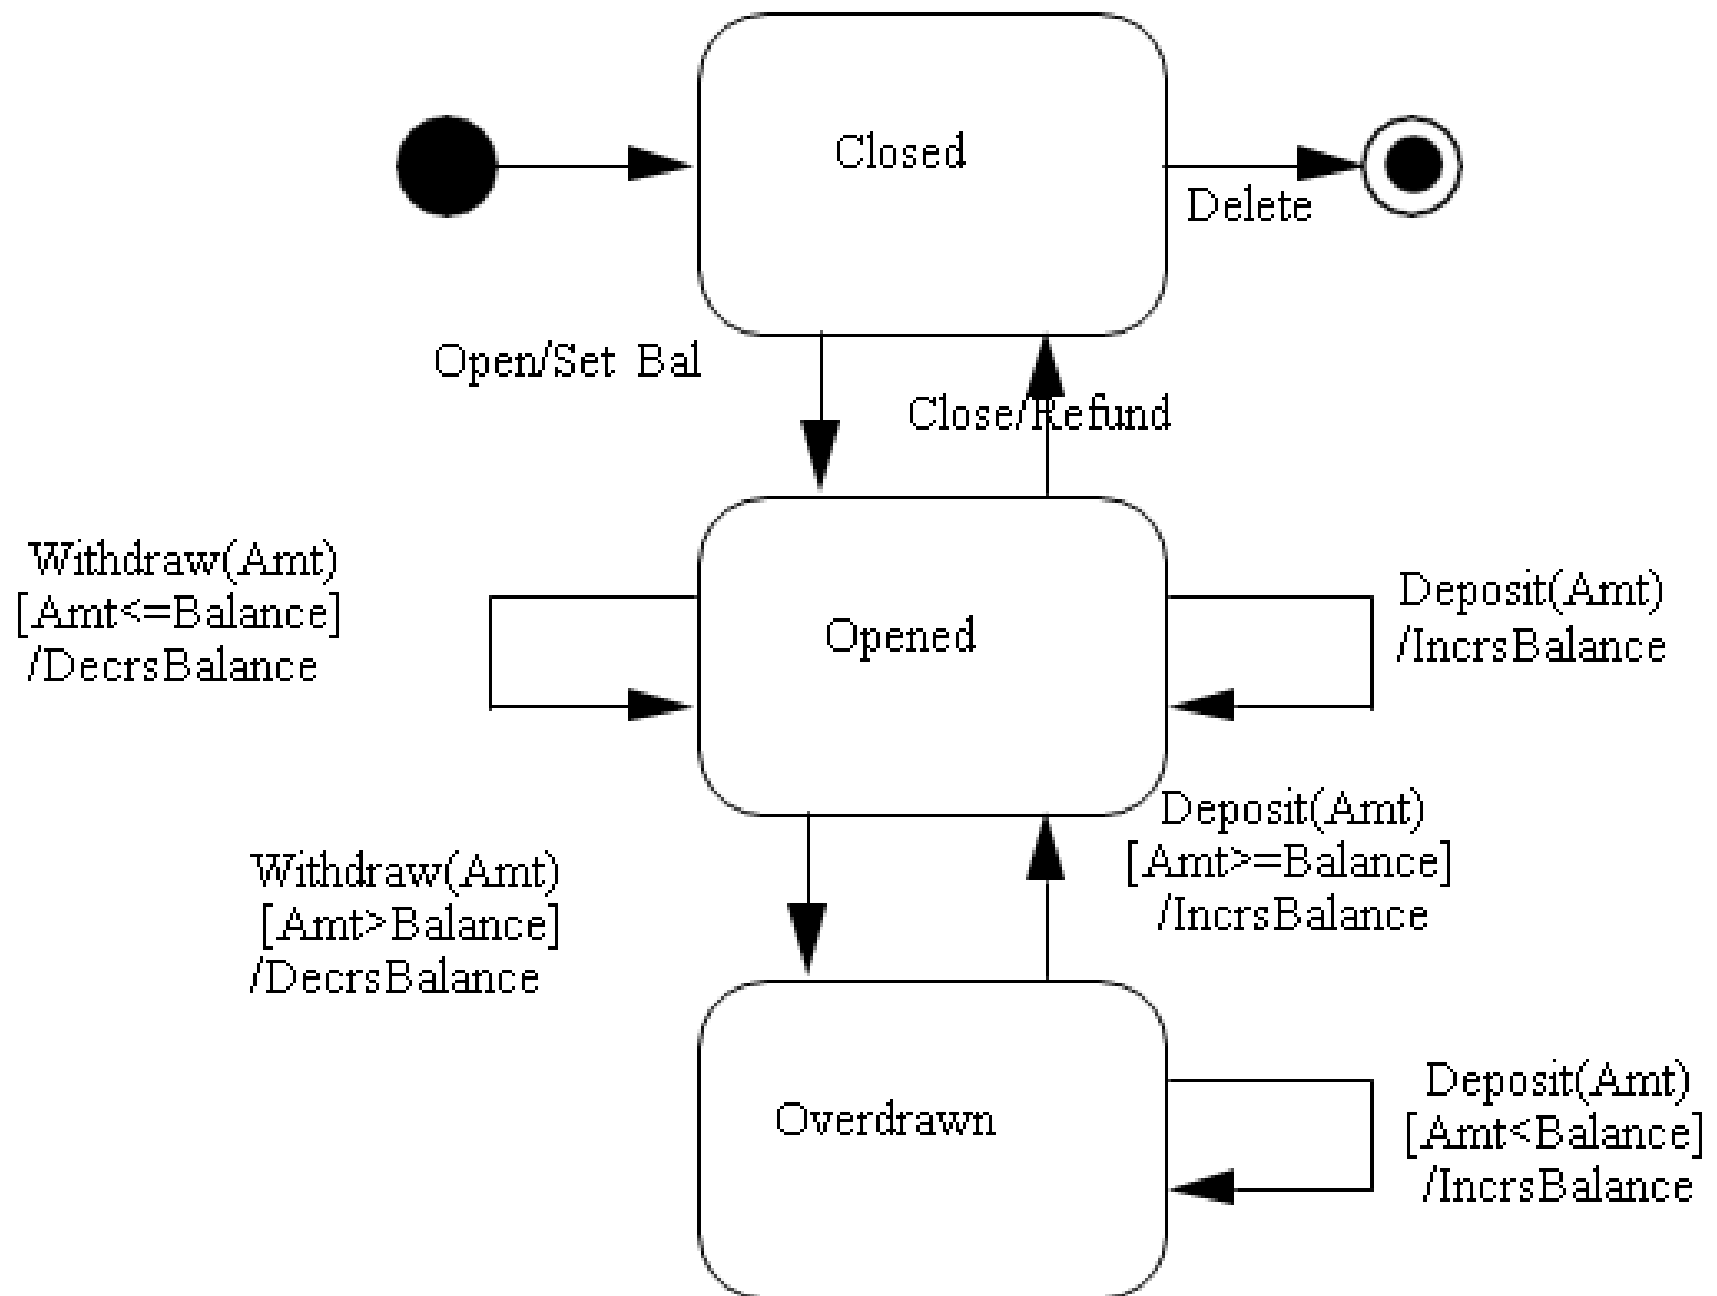 Closed
Delete
Open/Set Bal
Close/Refund
Withdraw(Amt)
[Amt<=Balance]
/DecrsBalance
Opened
Deposit(Amt)
/IncrsBalance
Withdraw(Amt)
[Amt>Balance]
/DecrsBalance
Deposit(Amt)
[Amt>=Balance]
/IncrsBalance
Overdrawn
Deposit(Amt)
[Amt<Balance]
/IncrsBalance